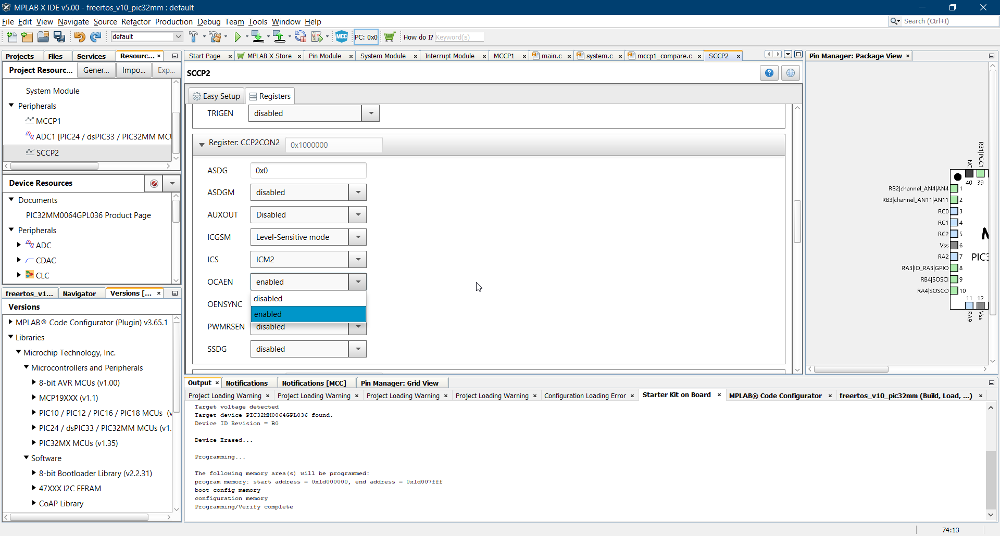 MPLAB X IDE v5.00 - freertos_v10_pic32mm : default
File Edit View Navigate Source Refactor Production Debug Team Tools Window Help
Search (Ctrl+I)
default
MCC
PC: 0x0
How do I? Keyword(s)
Projects Files Services Resourc...
Project Resourc... Gener... Impo... Exp...
System Module
Peripherals
MCCP1
ADC1 [PIC24 / dsPIC33 / PIC32MM MCU
SCCP2
Device Resources
Documents
PIC32MM0064GPL036 Product Page
Peripherals
ADC
CDAC
CLC
freertos_v1... Navigator Versions [...
Versions
MPLAB® Code Configurator (Plugin) v3.65.1
Libraries
Microchip Technology, Inc.
Microcontrollers and Peripherals
8-bit AVR MCUs (v1.00)
MCP19XXX (v1.1)
PIC10 / PIC12 / PIC16 / PIC18 MCUs (v
PIC24 / dsPIC33 / PIC32MM MCUs (v1.
PIC32MX MCUs (v1.35)
Software
8-bit Bootloader Library (v2.2.31)
47XXX I2C EERAM
CoAP Library
Start Page MPLAB X Store Pin Module System Module Interrupt Module MCCP1 main.c system.c mccp1_compare.c SCCP2
SCCP2
Easy Setup Registers
TRIGEN disabled
Register: CCP2CON2 0x1000000
ASDG 0x0
ASDGM disabled
AUXOUT Disabled
ICGSM Level-Sensitive mode
ICS ICM2
OCAEN enabled
disabled
OENSYNC
enabled
PWMRSEN disabled
SSDG disabled
Pin Manager: Package View
RB1|PGC1
NC
40 39
RB2|channel_AN4|AN4 1
RB3|channel_AN11|AN11 2
RC0 3
RC1 4
RC2 5
Vss 6
RA2 7 PIC3
RA3|IO_RA3|GPIO 8
RB4|SOSCI 9
RA4|SOSCO 10
11 12
RA9 Vss
Output Notifications Notifications [MCC] Pin Manager: Grid View
Project Loading Warning Project Loading Warning Project Loading Warning Project Loading Warning Configuration Loading Error Starter Kit on Board MPLAB® Code Configurator freertos_v10_pic32mm (Build, Load, ...)
Target voltage detected
Target device PIC32MM0064GPL036 found.
Device ID Revision = B0
Device Erased...
Programming...
The following memory area(s) will be programmed:
program memory: start address = 0x1d000000, end address = 0x1d007fff
boot config memory
configuration memory
Programming/Verify complete
74:13